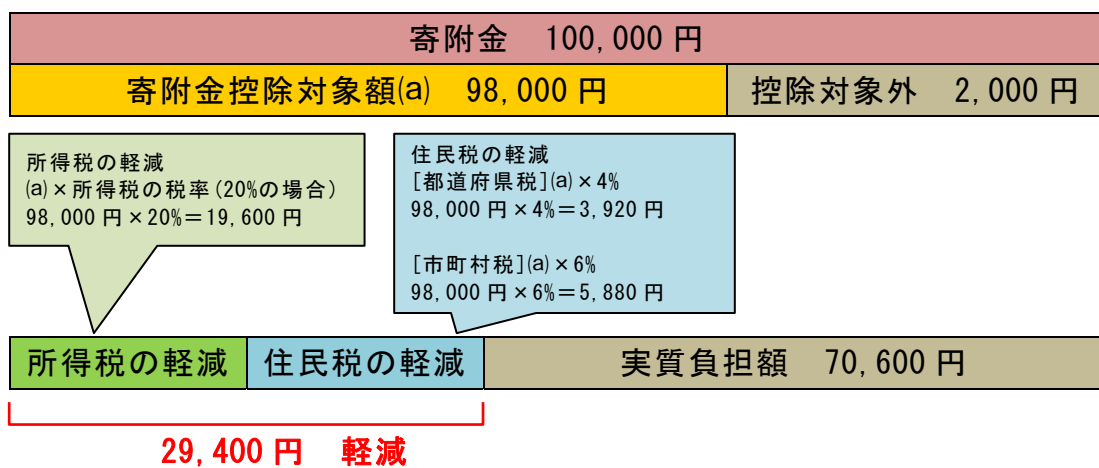 寄附金　100,000 円
寄附金控除対象額(a)　98,000 円
控除対象外　2,000 円
所得税の軽減
(a)×所得税の税率(20%の場合)
98,000 円×20%＝19,600 円
住民税の軽減
[都道府県税](a)×4%
98,000 円×4%＝3,920 円
[市町村税](a)×6%
98,000 円×6%＝5,880 円
所得税の軽減
住民税の軽減
実質負担額　70,600 円
29,400 円　軽減